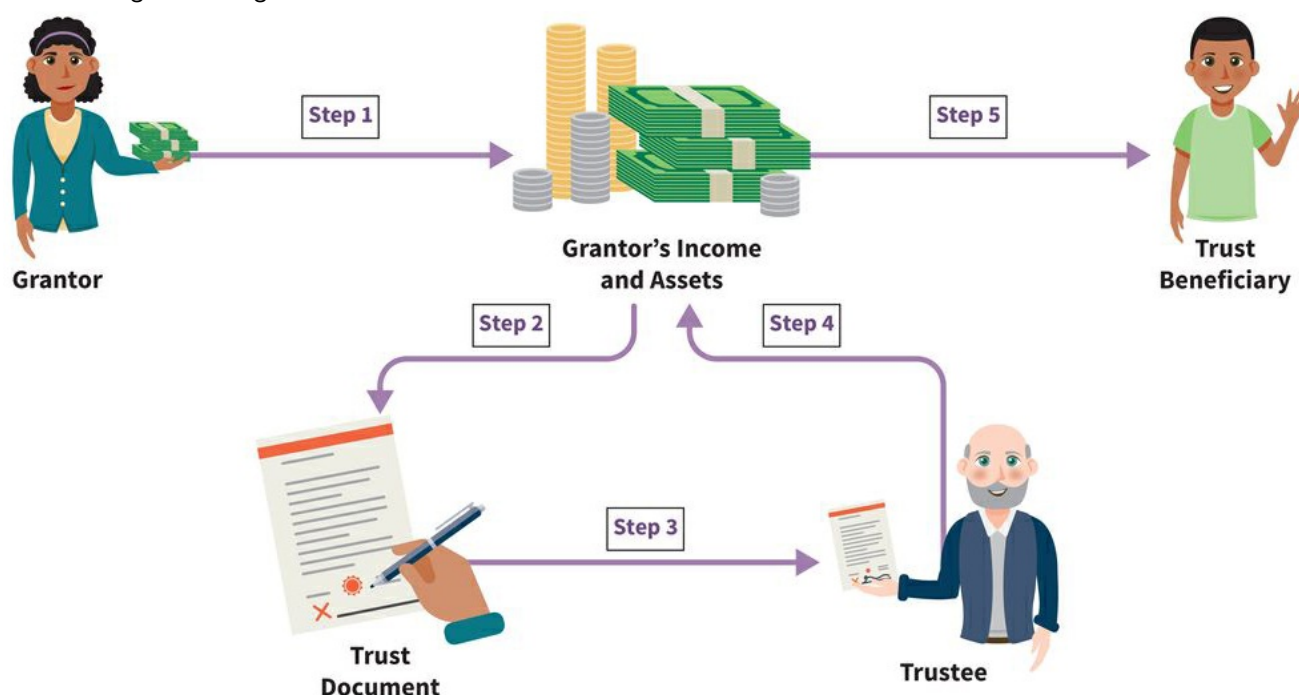 Step 1
Step 5
Grantor
Grantor's Income
and Assets
Trust
Beneficiary
Step 2
Step 4
Step 3
Trust
Document
Trustee